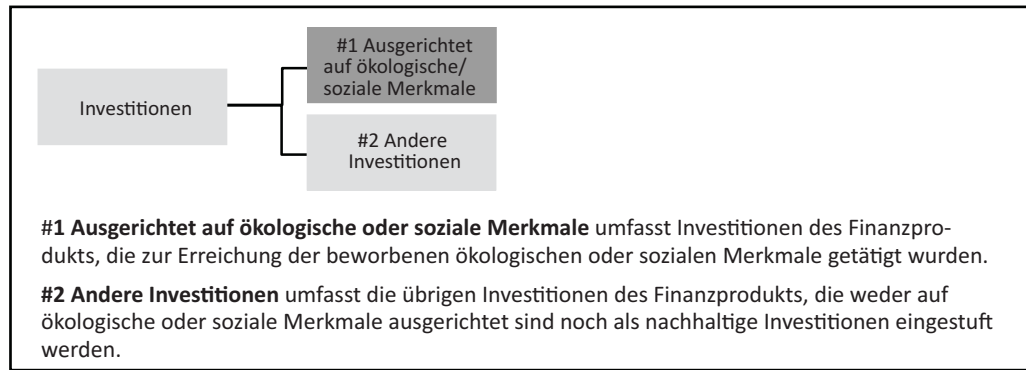 #1 Ausgerichtet
auf ökologische/
soziale Merkmale
Investitionen
#2 Andere
Investitionen
#1 Ausgerichtet auf ökologische oder soziale Merkmale umfasst Investitionen des Finanzpro-
dukts, die zur Erreichung der beworbenen ökologischen oder sozialen Merkmale getätigt wurden.
#2 Andere Investitionen umfasst die übrigen Investitionen des Finanzprodukts, die weder auf
ökologische oder soziale Merkmale ausgerichtet sind noch als nachhaltige Investitionen eingestuft
werden.